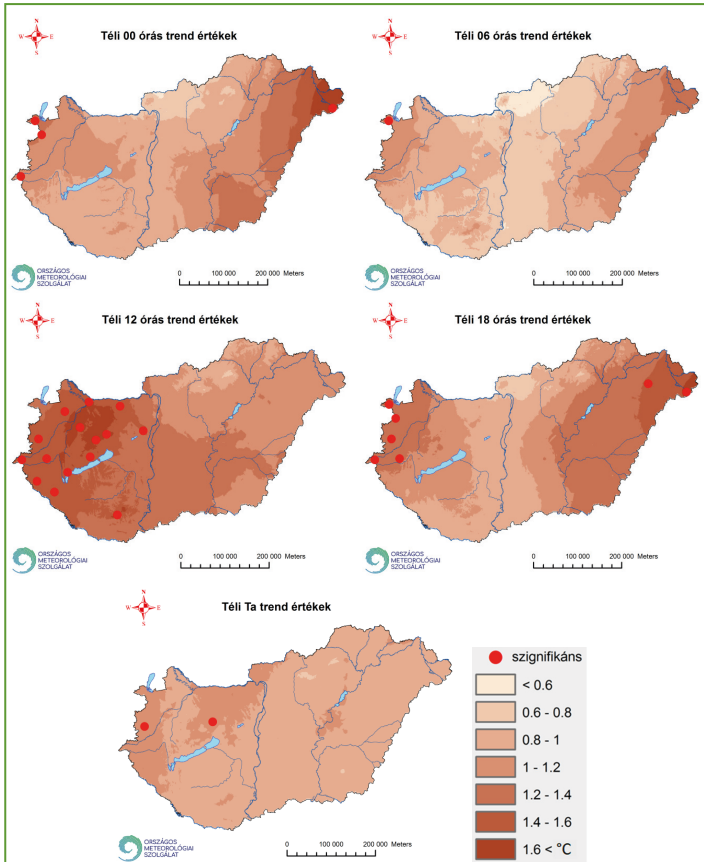 Téli 00 órás trend értékek
N
W E
S
ORSZÁGOS
METEOROLÓGIAI
SZOLGÁLAT
0 100 000 200 000 Meters
Téli 06 órás trend értékek
N
W E
S
ORSZÁGOS
METEOROLÓGIAI
SZOLGÁLAT
0 100 000 200 000 Meters
Téli 12 órás trend értékek
N
W E
S
ORSZÁGOS
METEOROLÓGIAI
SZOLGÁLAT
0 100 000 200 000 Meters
Téli 18 órás trend értékek
N
W E
S
ORSZÁGOS
METEOROLÓGIAI
SZOLGÁLAT
0 100 000 200 000 Meters
Téli Ta trend értékek
N
W E
S
ORSZÁGOS
METEOROLÓGIAI
SZOLGÁLAT
0 100 000 200 000 Meters
szignifikáns
< 0.6
0.6 - 0.8
0.8 - 1
1 - 1.2
1.2 - 1.4
1.4 - 1.6
1.6 < °C